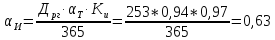 α_И = (Д_рг * α_Т * К_и) / 365 = (253 * 0,94 * 0,97) / 365 = 0,63